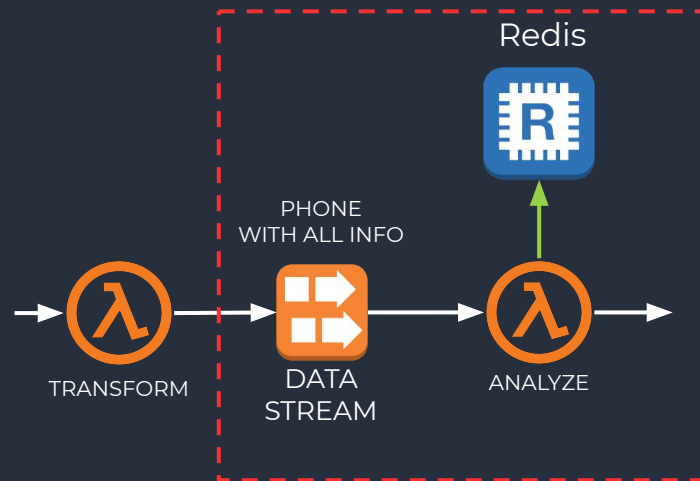 Redis
R
PHONE
WITH ALL INFO
TRANSFORM
DATA
STREAM
ANALYZE